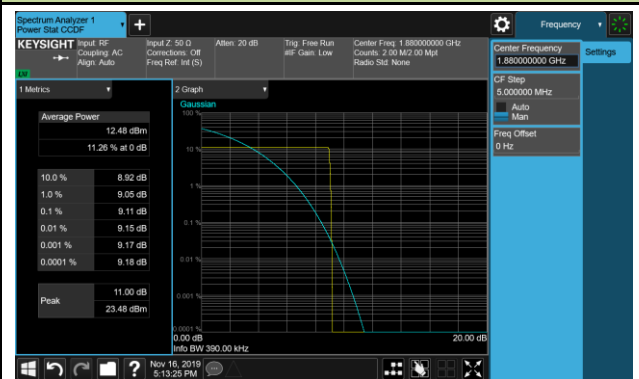 Spectrum Analyzer 1
Power Stat CCDF
+
Frequency
KEYSIGHT
Input: RF
Coupling: AC
Align: Auto
Input Z: 50 Ω
Corrections: Off
Freq Ref: Int (S)
Atten: 20 dB
Trig: Free Run
#IF Gain: Low
Center Freq: 1.880000000 GHz
Counts: 2.00 M/2.00 Mpt
Radio Std: None
Center Frequency
1.880000000 GHz
Settings
CF Step
5.000000 MHz
Auto
Man
Freq Offset
0 Hz
1 Metrics
Average Power
12.48 dBm
11.26 % at 0 dB
10.0 % 8.92 dB
1.0 % 9.05 dB
0.1 % 9.11 dB
0.01 % 9.15 dB
0.001 % 9.17 dB
0.0001 % 9.18 dB
Peak
11.00 dB
23.48 dBm
2 Graph
Gaussian
100 %
10 %
1 %
0.1 %
0.01 %
0.001 %
0.0001 %
0.00 dB
20.00 dB
Info BW 390.00 kHz
?
Nov 16, 2019
5:13:25 PM